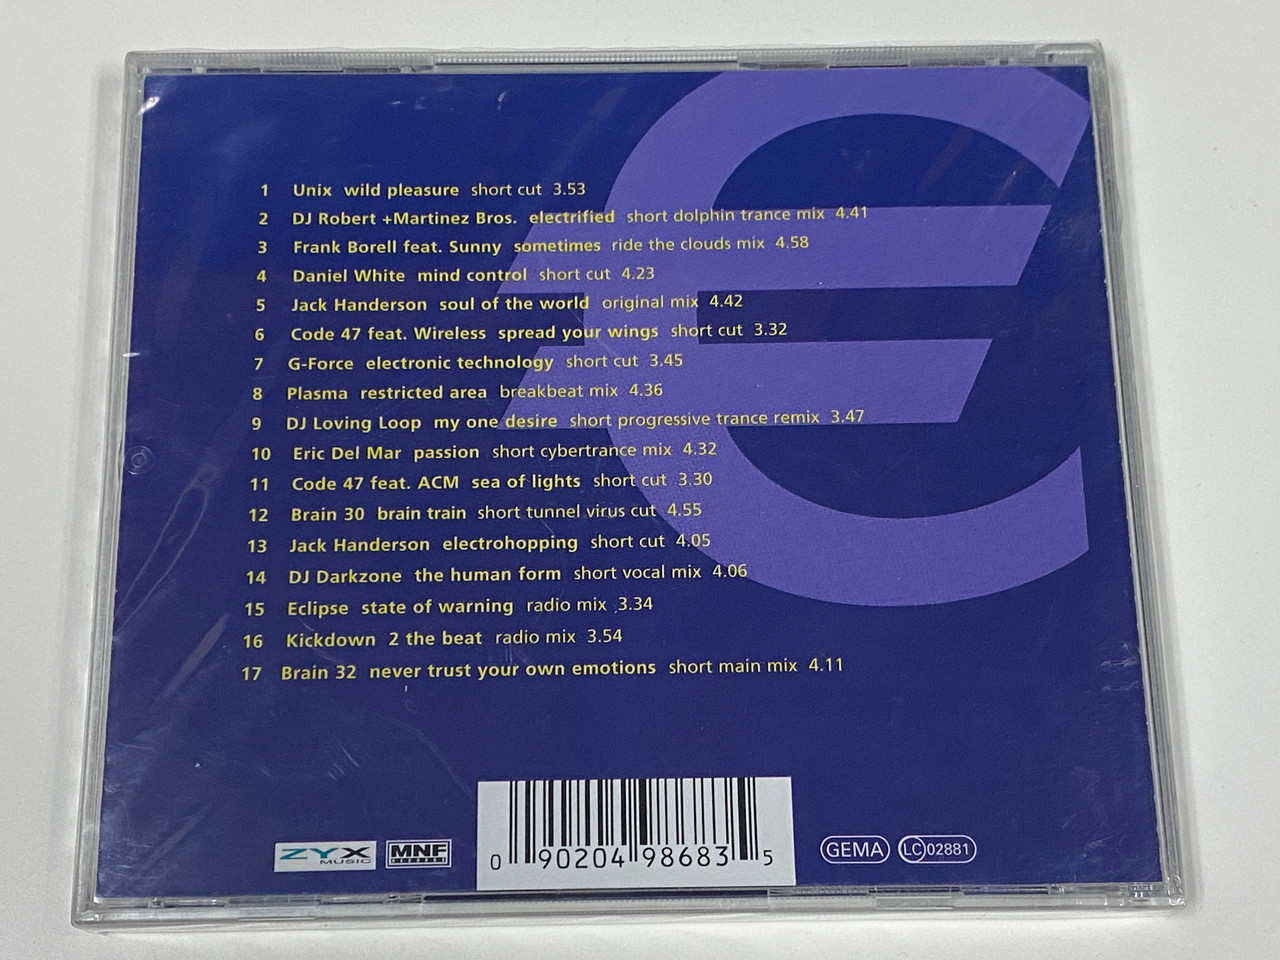 1 Unix wild pleasure short cut 3.53
2 DJ Robert +Martinez Bros. electrified short dolphin trance mix 4.41
3 Frank Borell feat. Sunny sometimes ride the clouds mix 4.58
4 Daniel White mind control short cut 4.23
5 Jack Handerson soul of the world original mix 4.42
6 Code 47 feat. Wireless spread your wings short cut 3.32
7 G-Force electronic technology short cut 3.45
8 Plasma restricted area breakbeat mix 4.36
9 DJ Loving Loop my one desire short progressive trance remix 3.47
10 Eric Del Mar passion short cybertrance mix 4.32
11 Code 47 feat. ACM sea of lights short cut 3.30
12 Brain 30 brain train short tunnel virus cut 4.55
13 Jack Handerson electrohopping short cut 4.05
14 DJ Darkzone the human form short vocal mix 4.06
15 Eclipse state of warning radio mix 3.34
16 Kickdown 2 the beat radio mix 3.54
17 Brain 32 never trust your own emotions short main mix 4.11
ZYX MUSIC
MNF RECORDS
0 90204 98683 5
GEMA
LC 02881
€